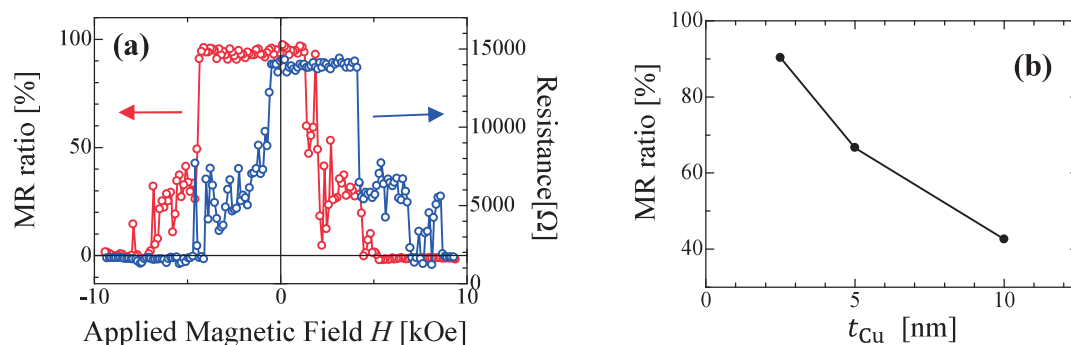 (a)
MR ratio [%]
100
50
0
-10
0
10
Applied Magnetic Field H [kOe]
15000
10000
5000
0
Resistance[Ω]
(b)
MR ratio [%]
100
80
60
40
0
5
10
t_Cu [nm]